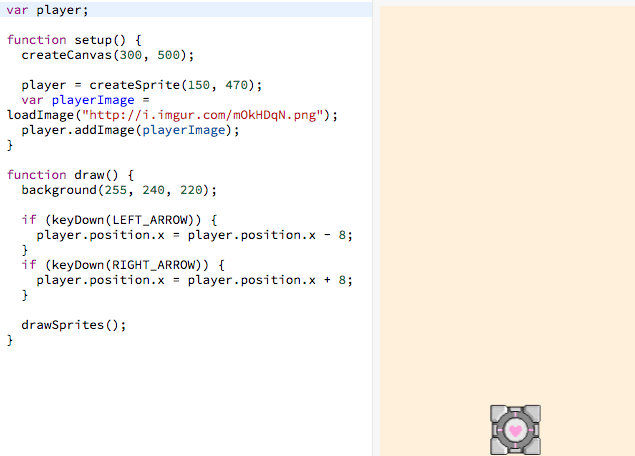 var player;
function setup() {
createCanvas(300, 500);
player = createSprite(150, 470);
var playerImage =
loadImage("http://i.imgur.com/mOkHDqN.png");
player.addImage(playerImage);
}
function draw() {
background(255, 240, 220);
if (keyDown(LEFT_ARROW)) {
player.position.x = player.position.x - 8;
}
if (keyDown(RIGHT_ARROW)) {
player.position.x = player.position.x + 8;
}
drawSprites();
}